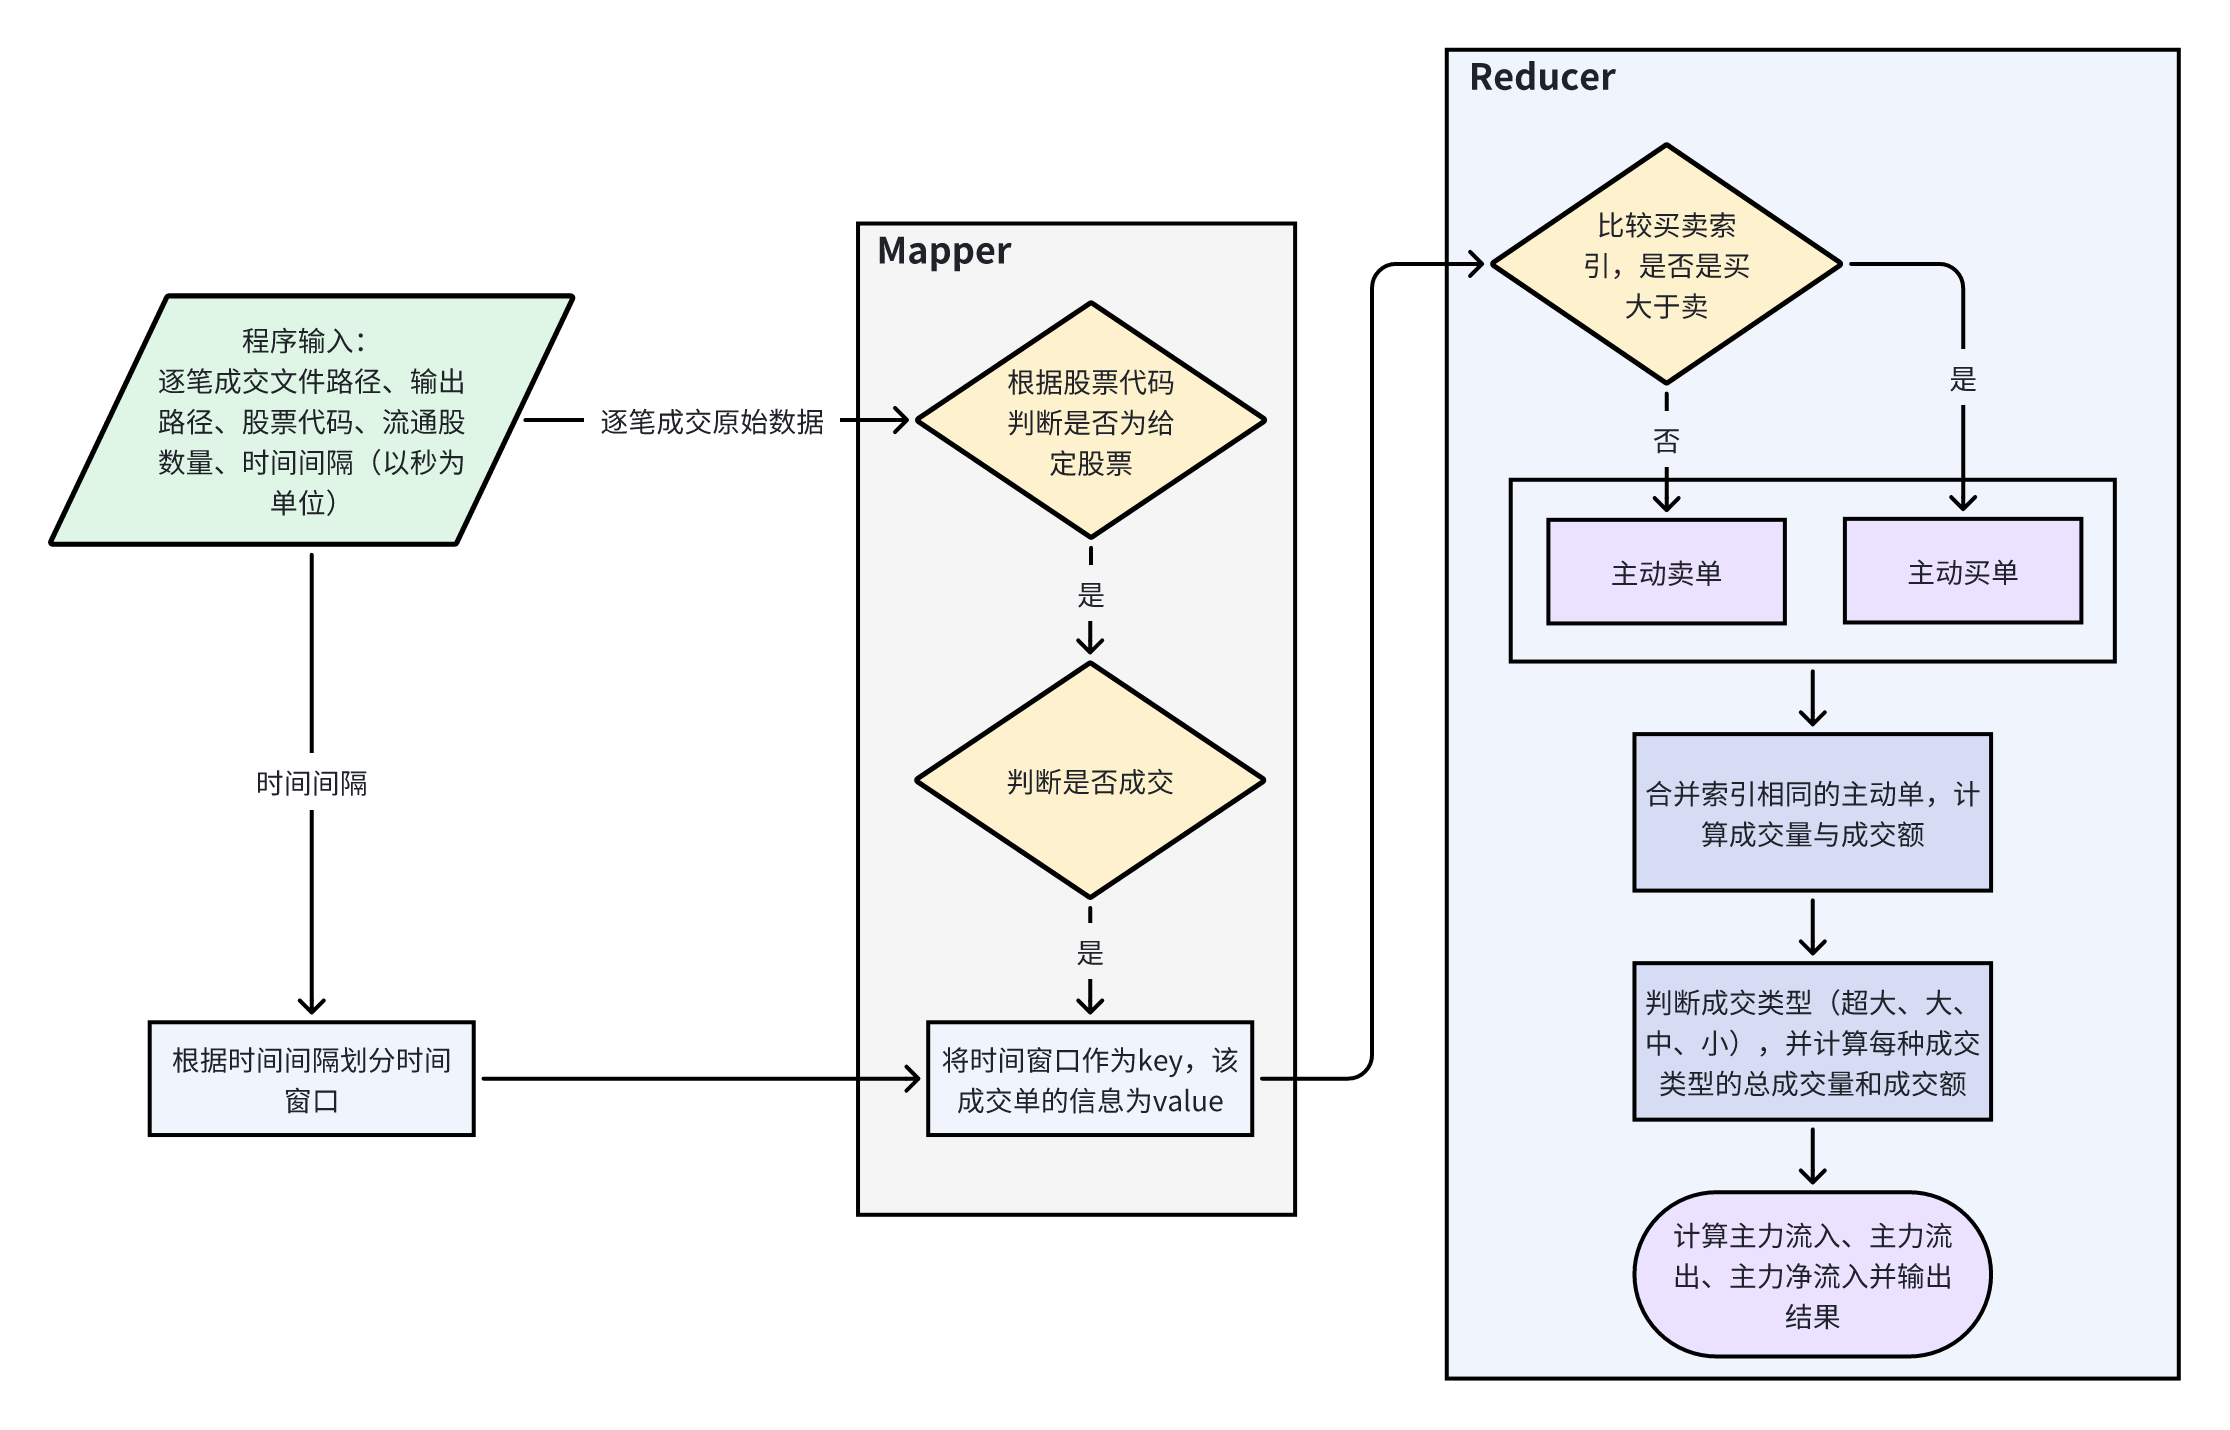 程序输入：
逐笔成交文件路径、输出
路径、股票代码、流通股
数量、时间间隔（以秒为
单位）
逐笔成交原始数据
时间间隔
根据时间间隔划分时间
窗口
Mapper
根据股票代码
判断是否为给
定股票
是
判断是否成交
是
将时间窗口作为key，该
成交单的信息为value
Reducer
比较买卖索
引，是否是买
大于卖
否
是
主动卖单
主动买单
合并索引相同的主动单，计
算成交量与成交额
判断成交类型（超大、大、
中、小），并计算每种成交
类型的总成交量和成交额
计算主力流入、主力流
出、主力净流入并输出
结果